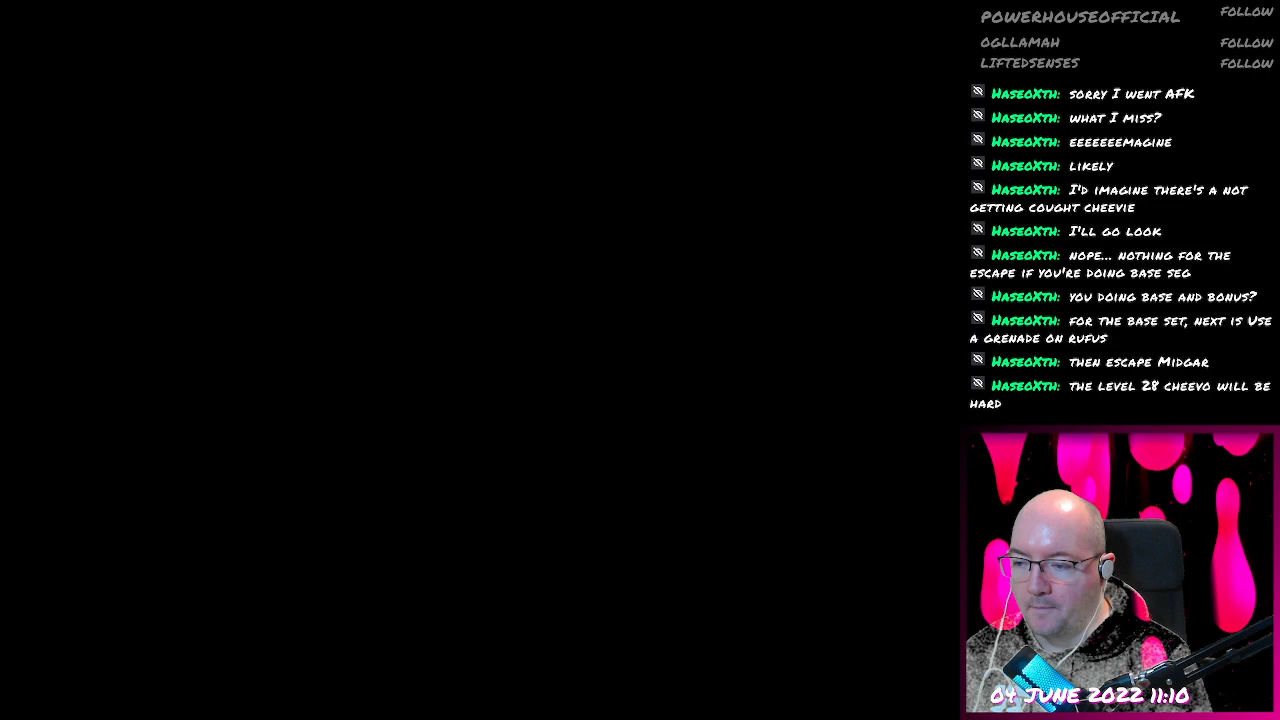 POWERHOUSEOFFICIAL FOLLOW
OGLLAMAH FOLLOW
LIFTEDSENSES FOLLOW
HaseoXth: sorry I went AFK
HaseoXth: what I miss?
HaseoXth: eeeeeeemagine
HaseoXth: likely
HaseoXth: I'd imagine there's a not
getting cought cheevie
HaseoXth: I'll go look
HaseoXth: nope... nothing for the
escape if you're doing base seg
HaseoXth: you doing base and bonus?
HaseoXth: for the base set, next is Use
a grenade on rufus
HaseoXth: then escape Midgar
HaseoXth: the level 28 cheevo will be
hard
04 JUNE 2022 11:10